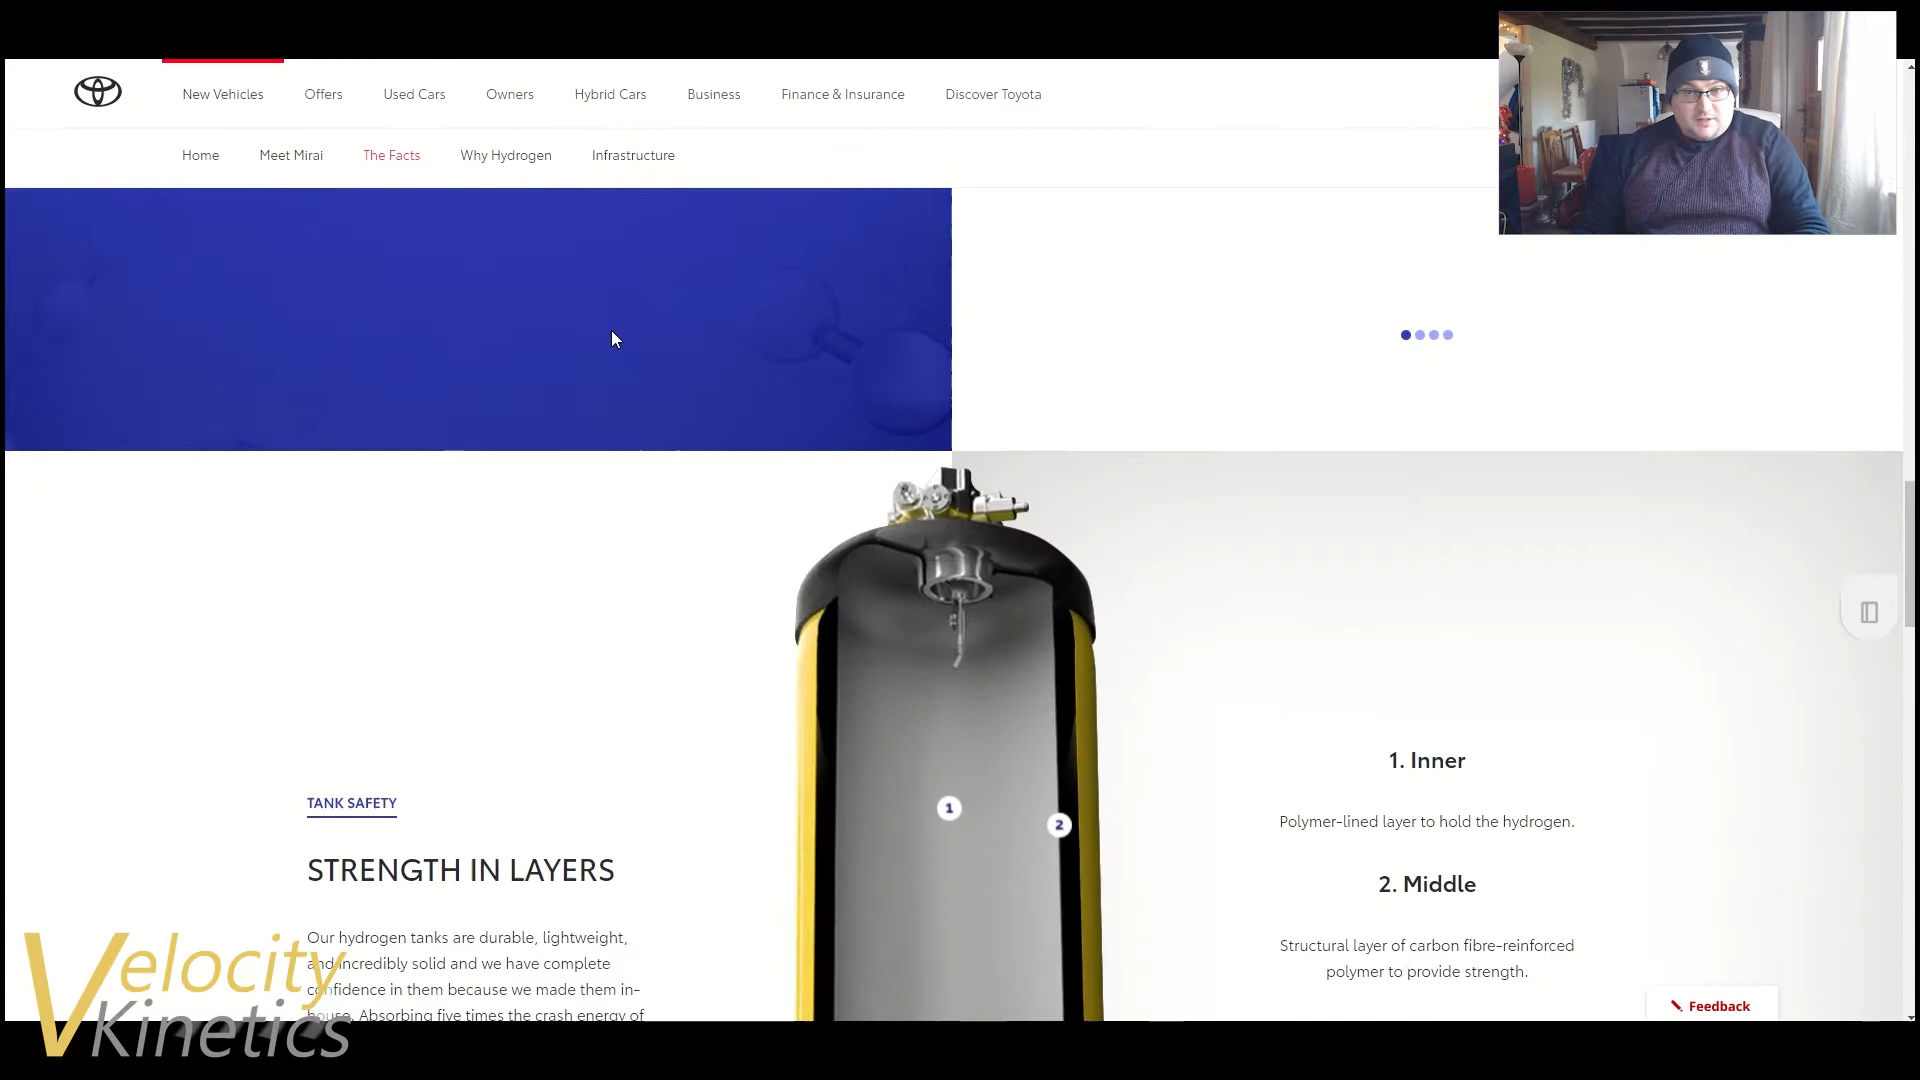 New Vehicles
Offers
Used Cars
Owners
Hybrid Cars
Business
Finance & Insurance
Discover Toyota
Home
Meet Mirai
The Facts
Why Hydrogen
Infrastructure
1
2
TANK SAFETY
STRENGTH IN LAYERS
Our hydrogen tanks are durable, lightweight,
and incredibly solid and we have complete
confidence in them because we made them in-
house. Absorbing five times the crash energy of
1. Inner
Polymer-lined layer to hold the hydrogen.
2. Middle
Structural layer of carbon fibre-reinforced
polymer to provide strength.
Feedback
Velocity
Kinetics